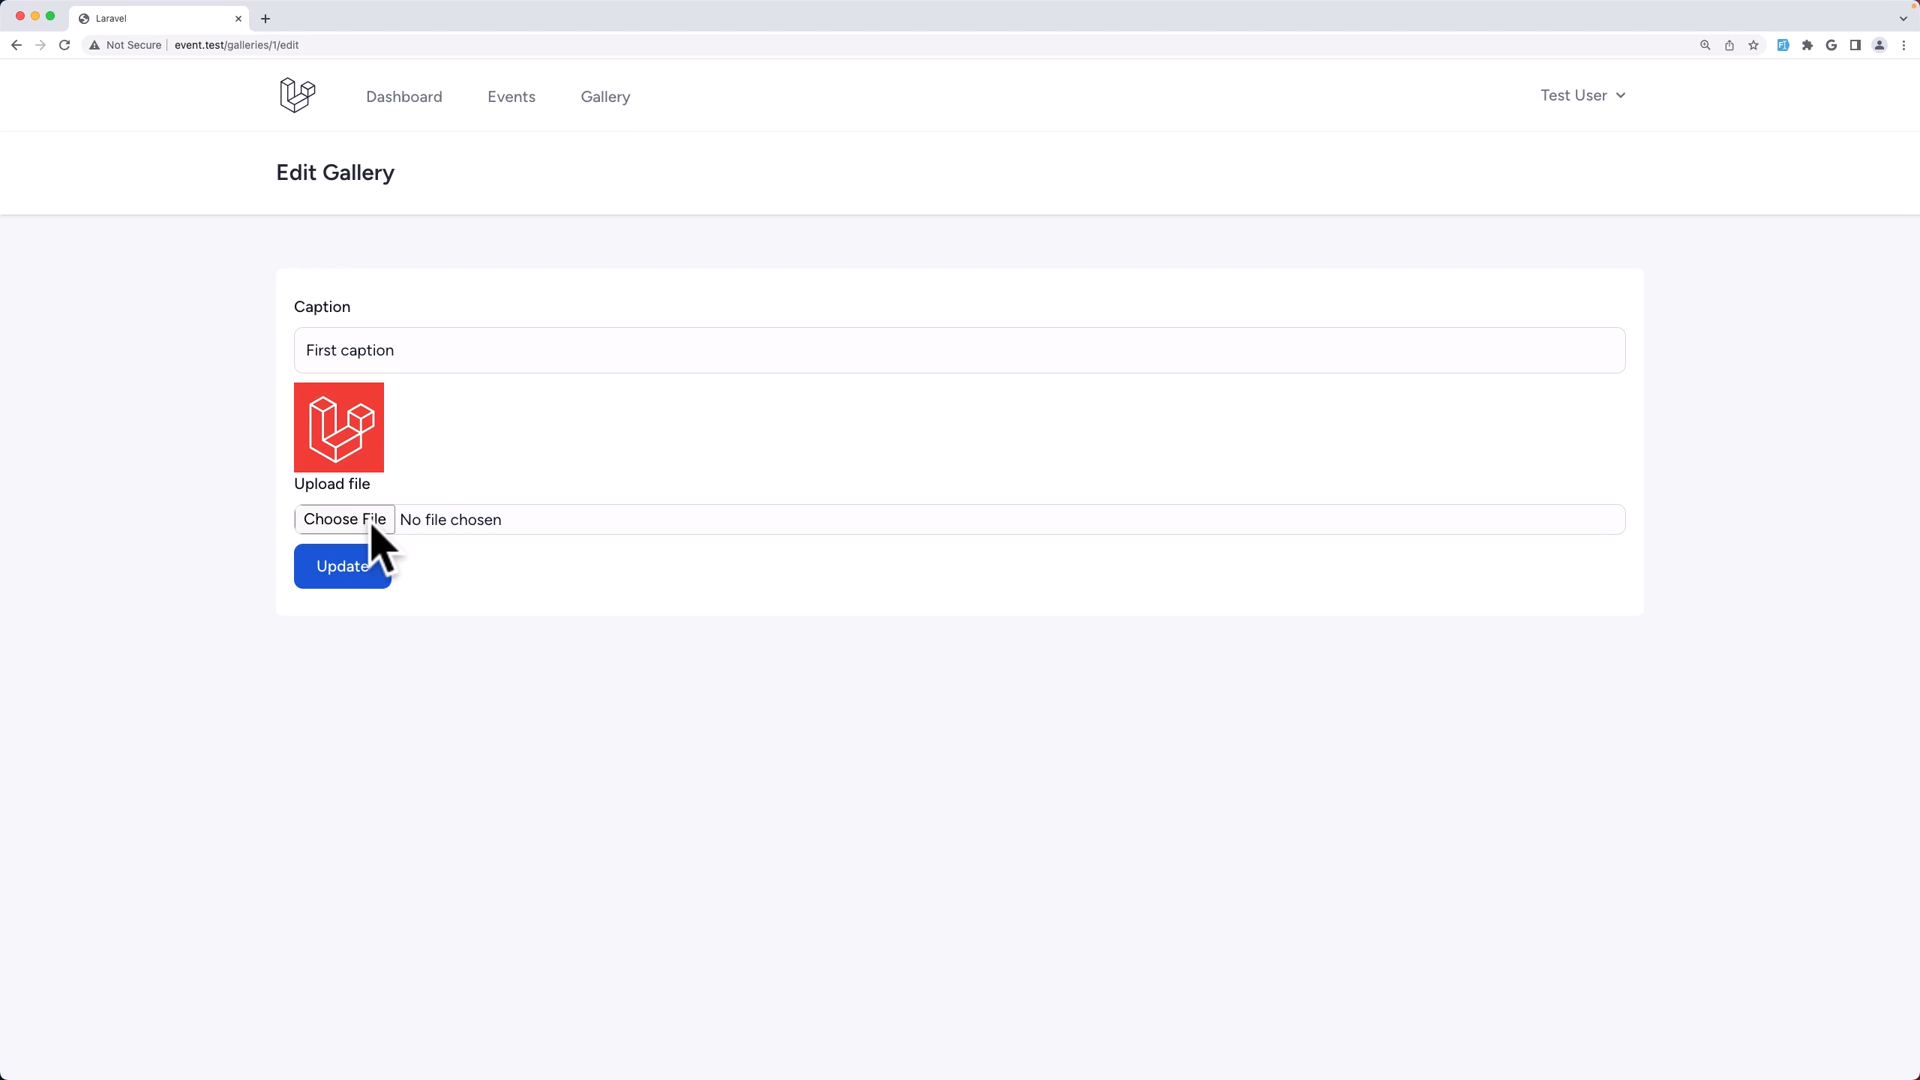 Laravel
Not Secure event.test/galleries/1/edit
Dashboard Events Gallery Test User
Edit Gallery
Caption
First caption
Upload file
Choose File No file chosen
Update